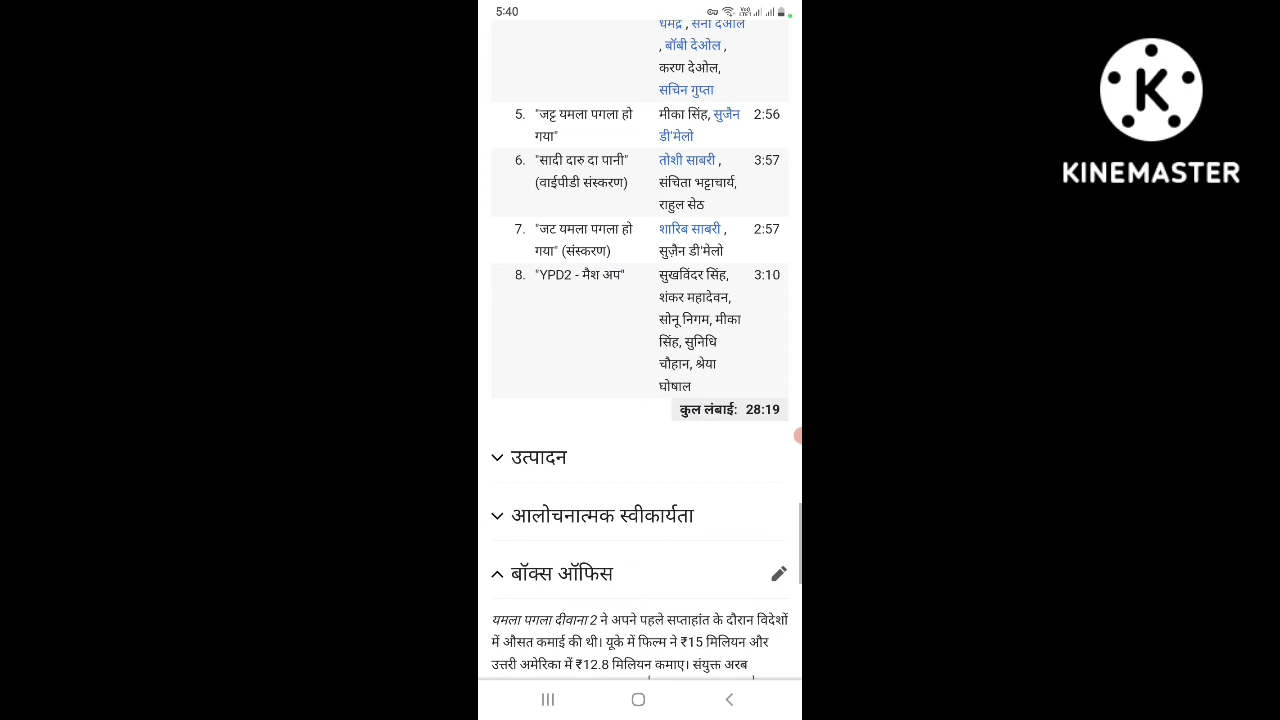 5:40
, बॉबी देओल ,
करण देओल,
सचिन गुप्ता
5. "जट्ट यमला पगला हो गया" मीका सिंह, सुजैन डी'मेलो 2:56
6. "सादी दारु दा पानी" (वाईपीडी संस्करण) तोशी साबरी , संचिता भट्टाचार्य, राहुल सेठ 3:57
7. "जट यमला पगला हो गया" (संस्करण) शारिब साबरी , सुज़ैन डी'मेलो 2:57
8. "YPD2 - मैश अप" सुखविंदर सिंह, शंकर महादेवन, सोनू निगम, मीका सिंह, सुनिधि चौहान, श्रेया घोषाल 3:10
कुल लंबाई: 28:19
उत्पादन
आलोचनात्मक स्वीकार्यता
बॉक्स ऑफिस
यमला पगला दीवाना 2 ने अपने पहले सप्ताहांत के दौरान विदेशों
में औसत कमाई की थी। यूके में फिल्म ने ₹15 मिलियन और
उत्तरी अमेरिका में ₹12.8 मिलियन कमाए। संयुक्त अरब
K
KINEMASTER